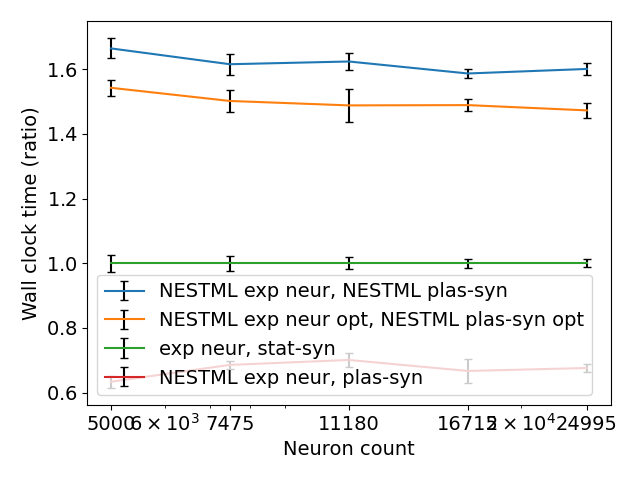 1.6
1.4
1.2
1.0
0.8
0.6
Wall clock time (ratio)
NESTML exp neur, NESTML plas-syn
NESTML exp neur opt, NESTML plas-syn opt
exp neur, stat-syn
NESTML exp neur, plas-syn
5000 6 × 10³ 7475 11180 16715 2 × 10⁴ 24995
Neuron count